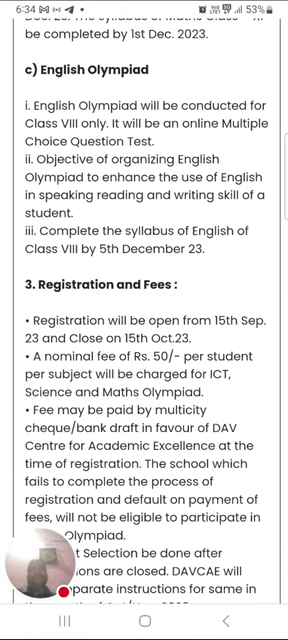 6:34 53%
be completed by 1st Dec. 2023.
c) English Olympiad
i. English Olympiad will be conducted for
Class VIII only. It will be an online Multiple
Choice Question Test.
ii. Objective of organizing English
Olympiad to enhance the use of English
in speaking reading and writing skill of a
student.
iii. Complete the syllabus of English of
Class VIII by 5th December 23.
3. Registration and Fees :
• Registration will be open from 15th Sep.
23 and Close on 15th Oct.23.
• A nominal fee of Rs. 50/- per student
per subject will be charged for ICT,
Science and Maths Olympiad.
• Fee may be paid by multicity
cheque/bank draft in favour of DAV
Centre for Academic Excellence at the
time of registration. The school which
fails to complete the process of
registration and default on payment of
fees, will not be eligible to participate in
Olympiad.
t Selection be done after
ions are closed. DAVCAE will
parate instructions for same in